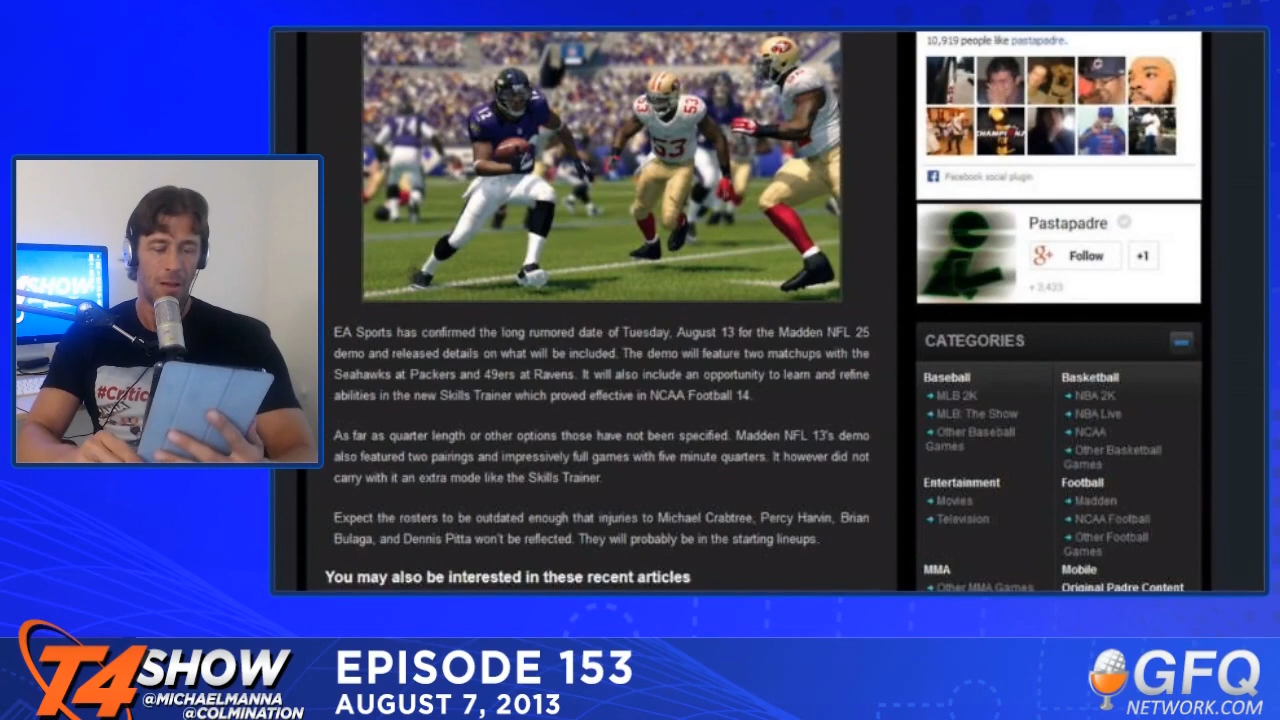 10,919 people like pastapadre.
CHAMPIONS
Facebook social plugin
Pastapadre
g+ Follow +1
+ 3,433
EA Sports has confirmed the long rumored date of Tuesday, August 13 for the Madden NFL 25
demo and released details on what will be included. The demo will feature two matchups with the
Seahawks at Packers and 49ers at Ravens. It will also include an opportunity to learn and refine
abilities in the new Skills Trainer which proved effective in NCAA Football 14.
As far as quarter length or other options those have not been specified. Madden NFL 13's demo
also featured two pairings and impressively full games with five minute quarters. It however did not
carry with it an extra mode like the Skills Trainer.
Expect the rosters to be outdated enough that injuries to Michael Crabtree, Percy Harvin, Brian
Bulaga, and Dennis Pitta won't be reflected. They will probably be in the starting lineups.
You may also be interested in these recent articles
CATEGORIES
Baseball
MLB 2K
MLB: The Show
Other Baseball
Games
Entertainment
Movies
Television
MMA
Other MMA Games
Basketball
NBA 2K
NBA Live
NCAA
Other Basketball
Games
Football
Madden
NCAA Football
Other Football
Games
Mobile
Original Padre Content
12
53
53
74
SHOW
#Critic
T4 SHOW
@MICHAELMANNA
@COLMINATION
EPISODE 153
AUGUST 7, 2013
GFQ
NETWORK.COM